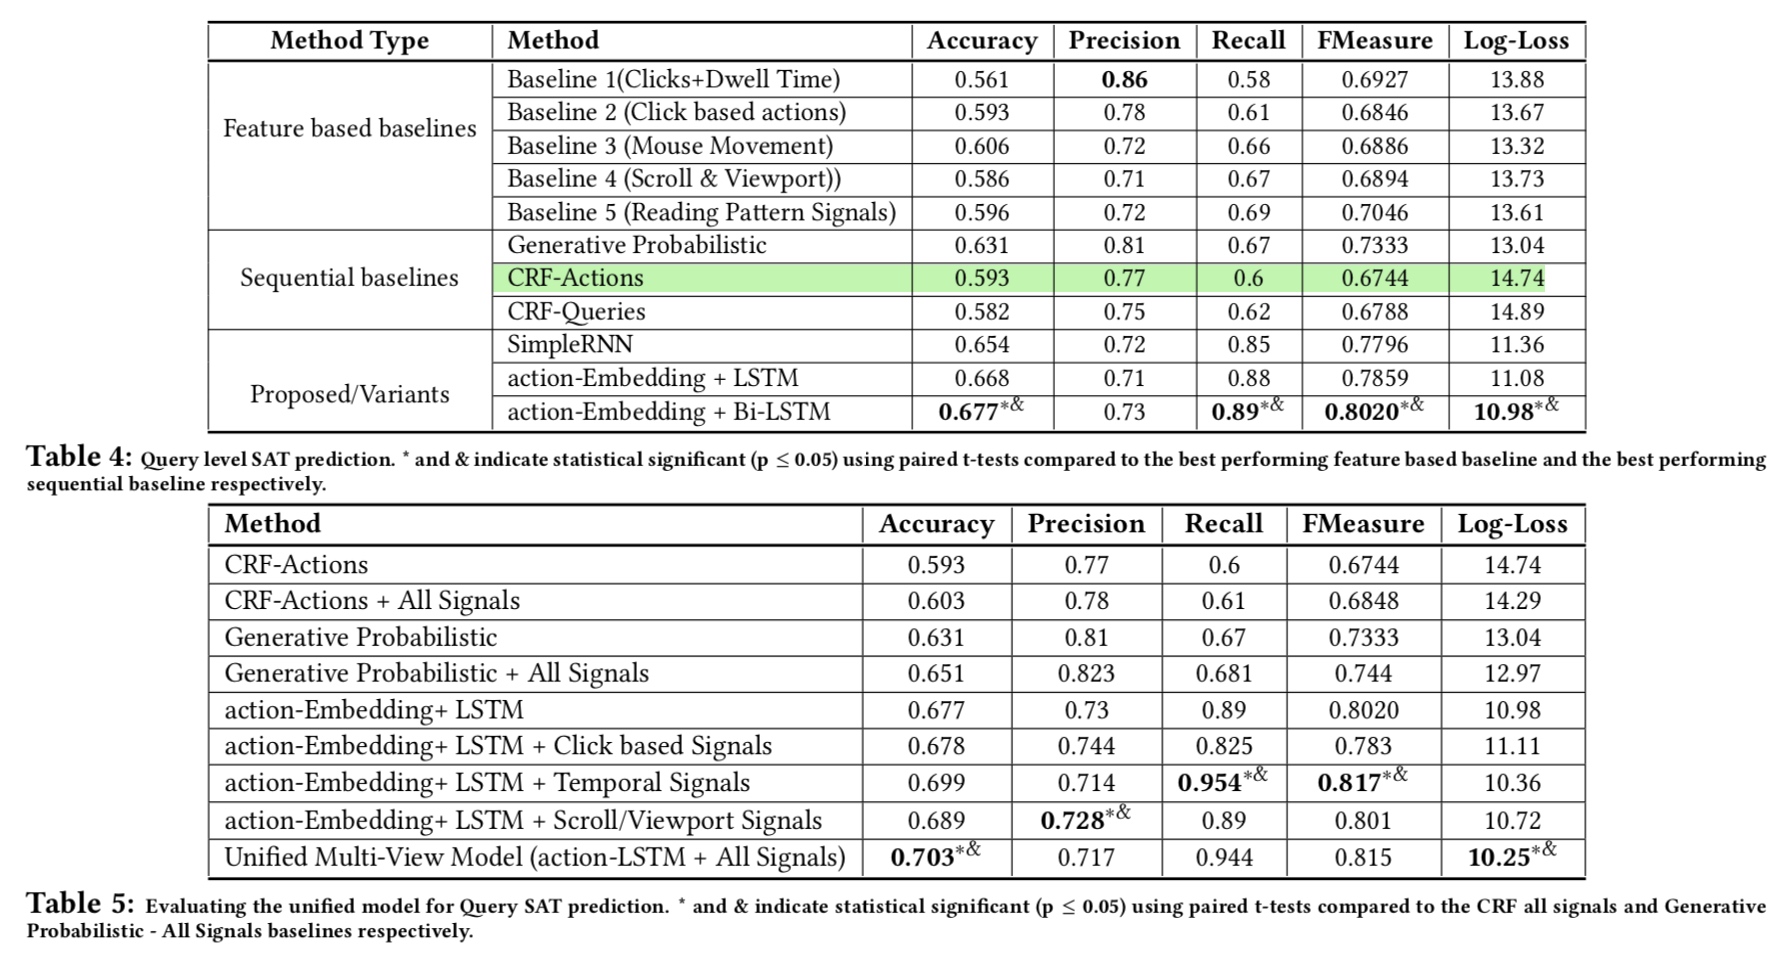 Method Type Method Accuracy Precision Recall FMeasure Log-Loss
Feature based baselines
Baseline 1(Clicks+Dwell Time) 0.561 0.86 0.58 0.6927 13.88
Baseline 2 (Click based actions) 0.593 0.78 0.61 0.6846 13.67
Baseline 3 (Mouse Movement) 0.606 0.72 0.66 0.6886 13.32
Baseline 4 (Scroll & Viewport)) 0.586 0.71 0.67 0.6894 13.73
Baseline 5 (Reading Pattern Signals) 0.596 0.72 0.69 0.7046 13.61
Sequential baselines
Generative Probabilistic 0.631 0.81 0.67 0.7333 13.04
CRF-Actions 0.593 0.77 0.6 0.6744 14.74
CRF-Queries 0.582 0.75 0.62 0.6788 14.89
Proposed/Variants
SimpleRNN 0.654 0.72 0.85 0.7796 11.36
action-Embedding + LSTM 0.668 0.71 0.88 0.7859 11.08
action-Embedding + Bi-LSTM 0.677*& 0.73 0.89*& 0.8020*& 10.98*&
Table 4: Query level SAT prediction. * and & indicate statistical significant (p ≤ 0.05) using paired t-tests compared to the best performing feature based baseline and the best performing
sequential baseline respectively.
Method Accuracy Precision Recall FMeasure Log-Loss
CRF-Actions 0.593 0.77 0.6 0.6744 14.74
CRF-Actions + All Signals 0.603 0.78 0.61 0.6848 14.29
Generative Probabilistic 0.631 0.81 0.67 0.7333 13.04
Generative Probabilistic + All Signals 0.651 0.823 0.681 0.744 12.97
action-Embedding+ LSTM 0.677 0.73 0.89 0.8020 10.98
action-Embedding+ LSTM + Click based Signals 0.678 0.744 0.825 0.783 11.11
action-Embedding+ LSTM + Temporal Signals 0.699 0.714 0.954*& 0.817*& 10.36
action-Embedding+ LSTM + Scroll/Viewport Signals 0.689 0.728*& 0.89 0.801 10.72
Unified Multi-View Model (action-LSTM + All Signals) 0.703*& 0.717 0.944 0.815 10.25*&
Table 5: Evaluating the unified model for Query SAT prediction. * and & indicate statistical significant (p ≤ 0.05) using paired t-tests compared to the CRF all signals and Generative
Probabilistic - All Signals baselines respectively.